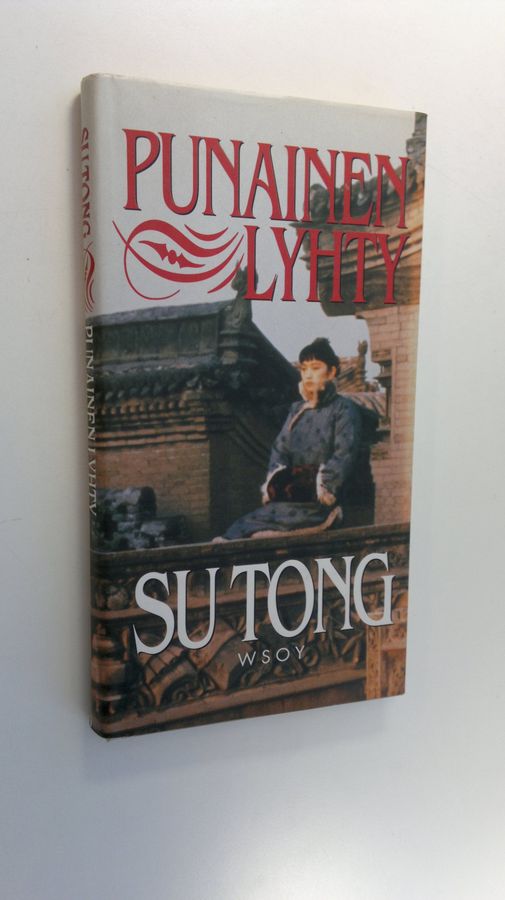 PUNAINEN
LYHTY
SU TONG
WSOY
SU TONG
PUNAINEN LYHTY